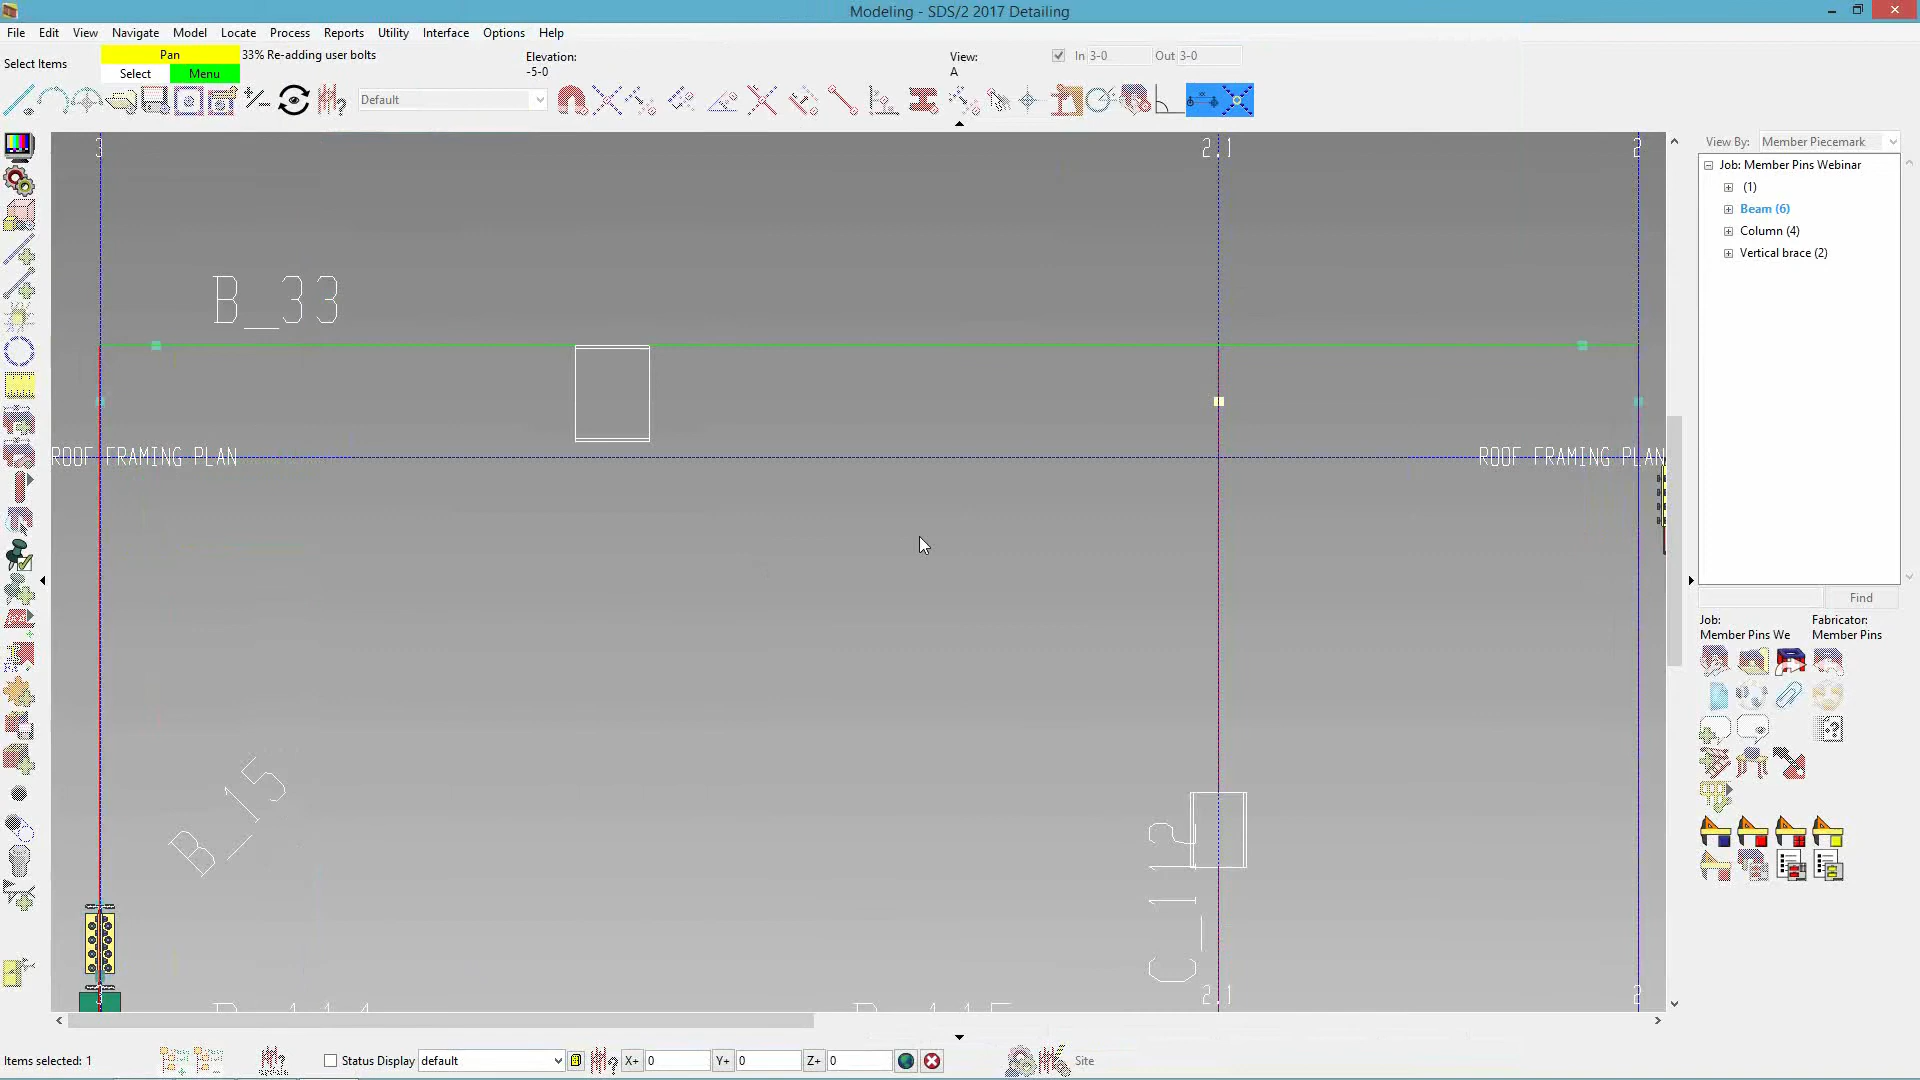 Modeling - SDS/2 2017 Detailing
File Edit View Navigate Model Locate Process Reports Utility Interface Options Help
Select Items
Pan
33% Re-adding user bolts
Select
Menu
Elevation:
-5-0
View:
A
In 3-0
Out 3-0
Default
3
2.1
2
B_33
ROOF FRAMING PLAN
ROOF FRAMING PLAN
B_15
C_112
2.1
2
View By: Member Piecemark
Job: Member Pins Webinar
(1)
Beam (6)
Column (4)
Vertical brace (2)
Find
Job:
Member Pins We
Fabricator:
Member Pins
Items selected: 1
Status Display
default
X+ 0
Y+ 0
Z+ 0
Site